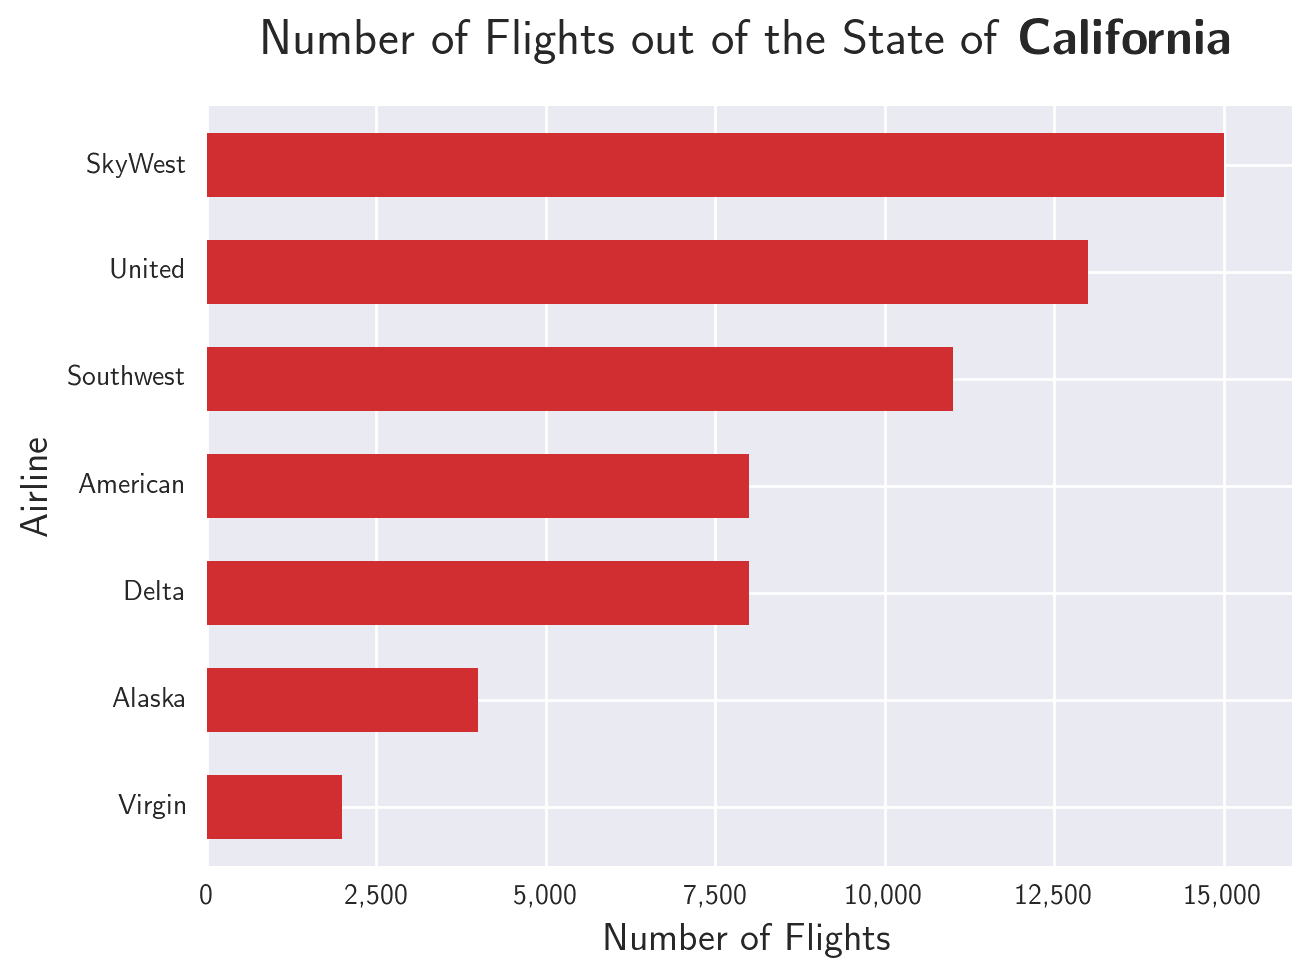 Number of Flights out of the State of California
SkyWest
United
Southwest
American
Delta
Alaska
Virgin
Airline
0 2,500 5,000 7,500 10,000 12,500 15,000
Number of Flights